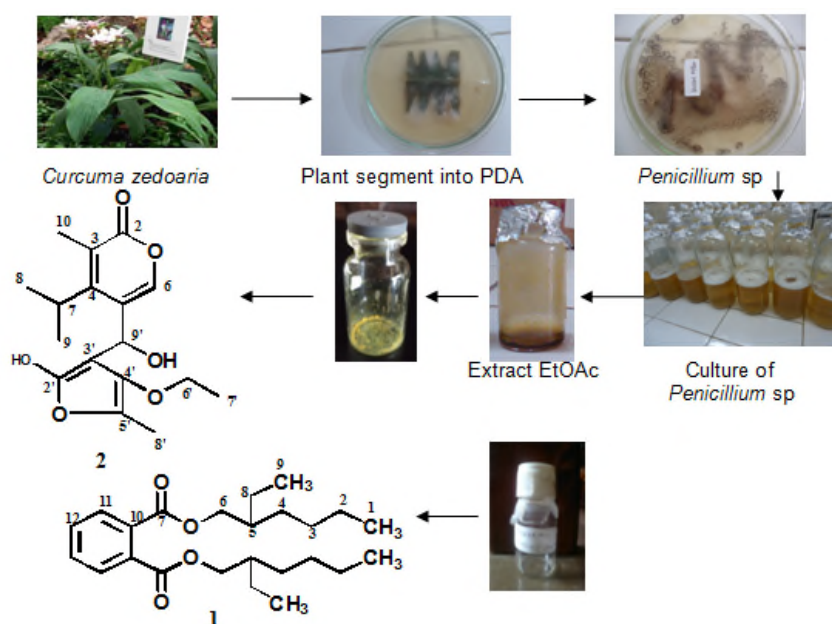 Curcuma zedoaria
Plant segment into PDA
Penicillium sp
10
O
2
3
O
8
4
6
7
9
9'
3'
OH
HO
2'
4'
O
6'
7'
O
5'
8'
2
Extract EtOAc
Culture of
Penicillium sp
9
CH3
8
O
11
6
4
2
1
12
10
7
O
5
3
CH3
O
CH3
O
CH3
1